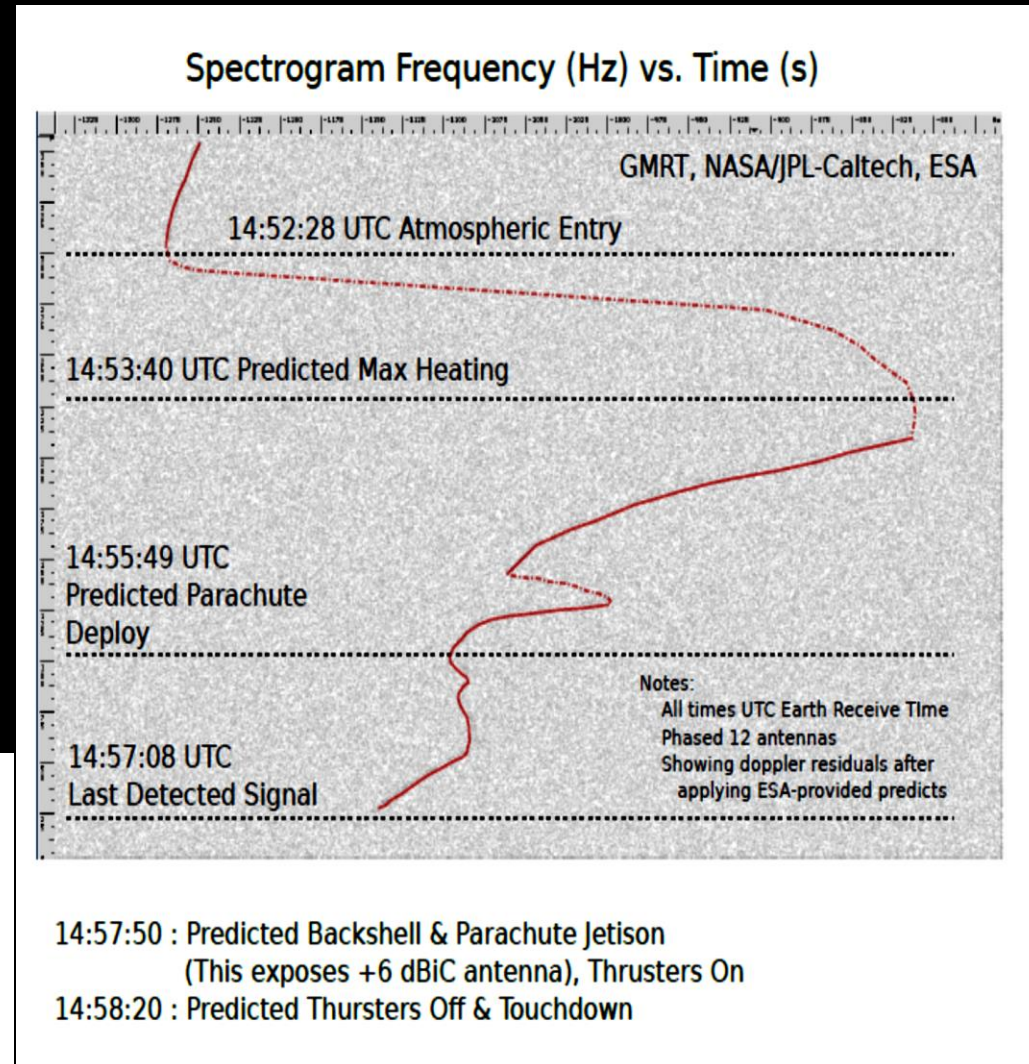 Spectrogram Frequency (Hz) vs. Time (s)
GMRT, NASA/JPL-Caltech, ESA
14:52:28 UTC Atmospheric Entry
14:53:40 UTC Predicted Max Heating
14:55:49 UTC
Predicted Parachute
Deploy
Notes:
All times UTC Earth Receive TIme
Phased 12 antennas
Showing doppler residuals after
applying ESA-provided predicts
14:57:08 UTC
Last Detected Signal
14:57:50 : Predicted Backshell & Parachute Jetison
(This exposes +6 dBiC antenna), Thrusters On
14:58:20 : Predicted Thursters Off & Touchdown